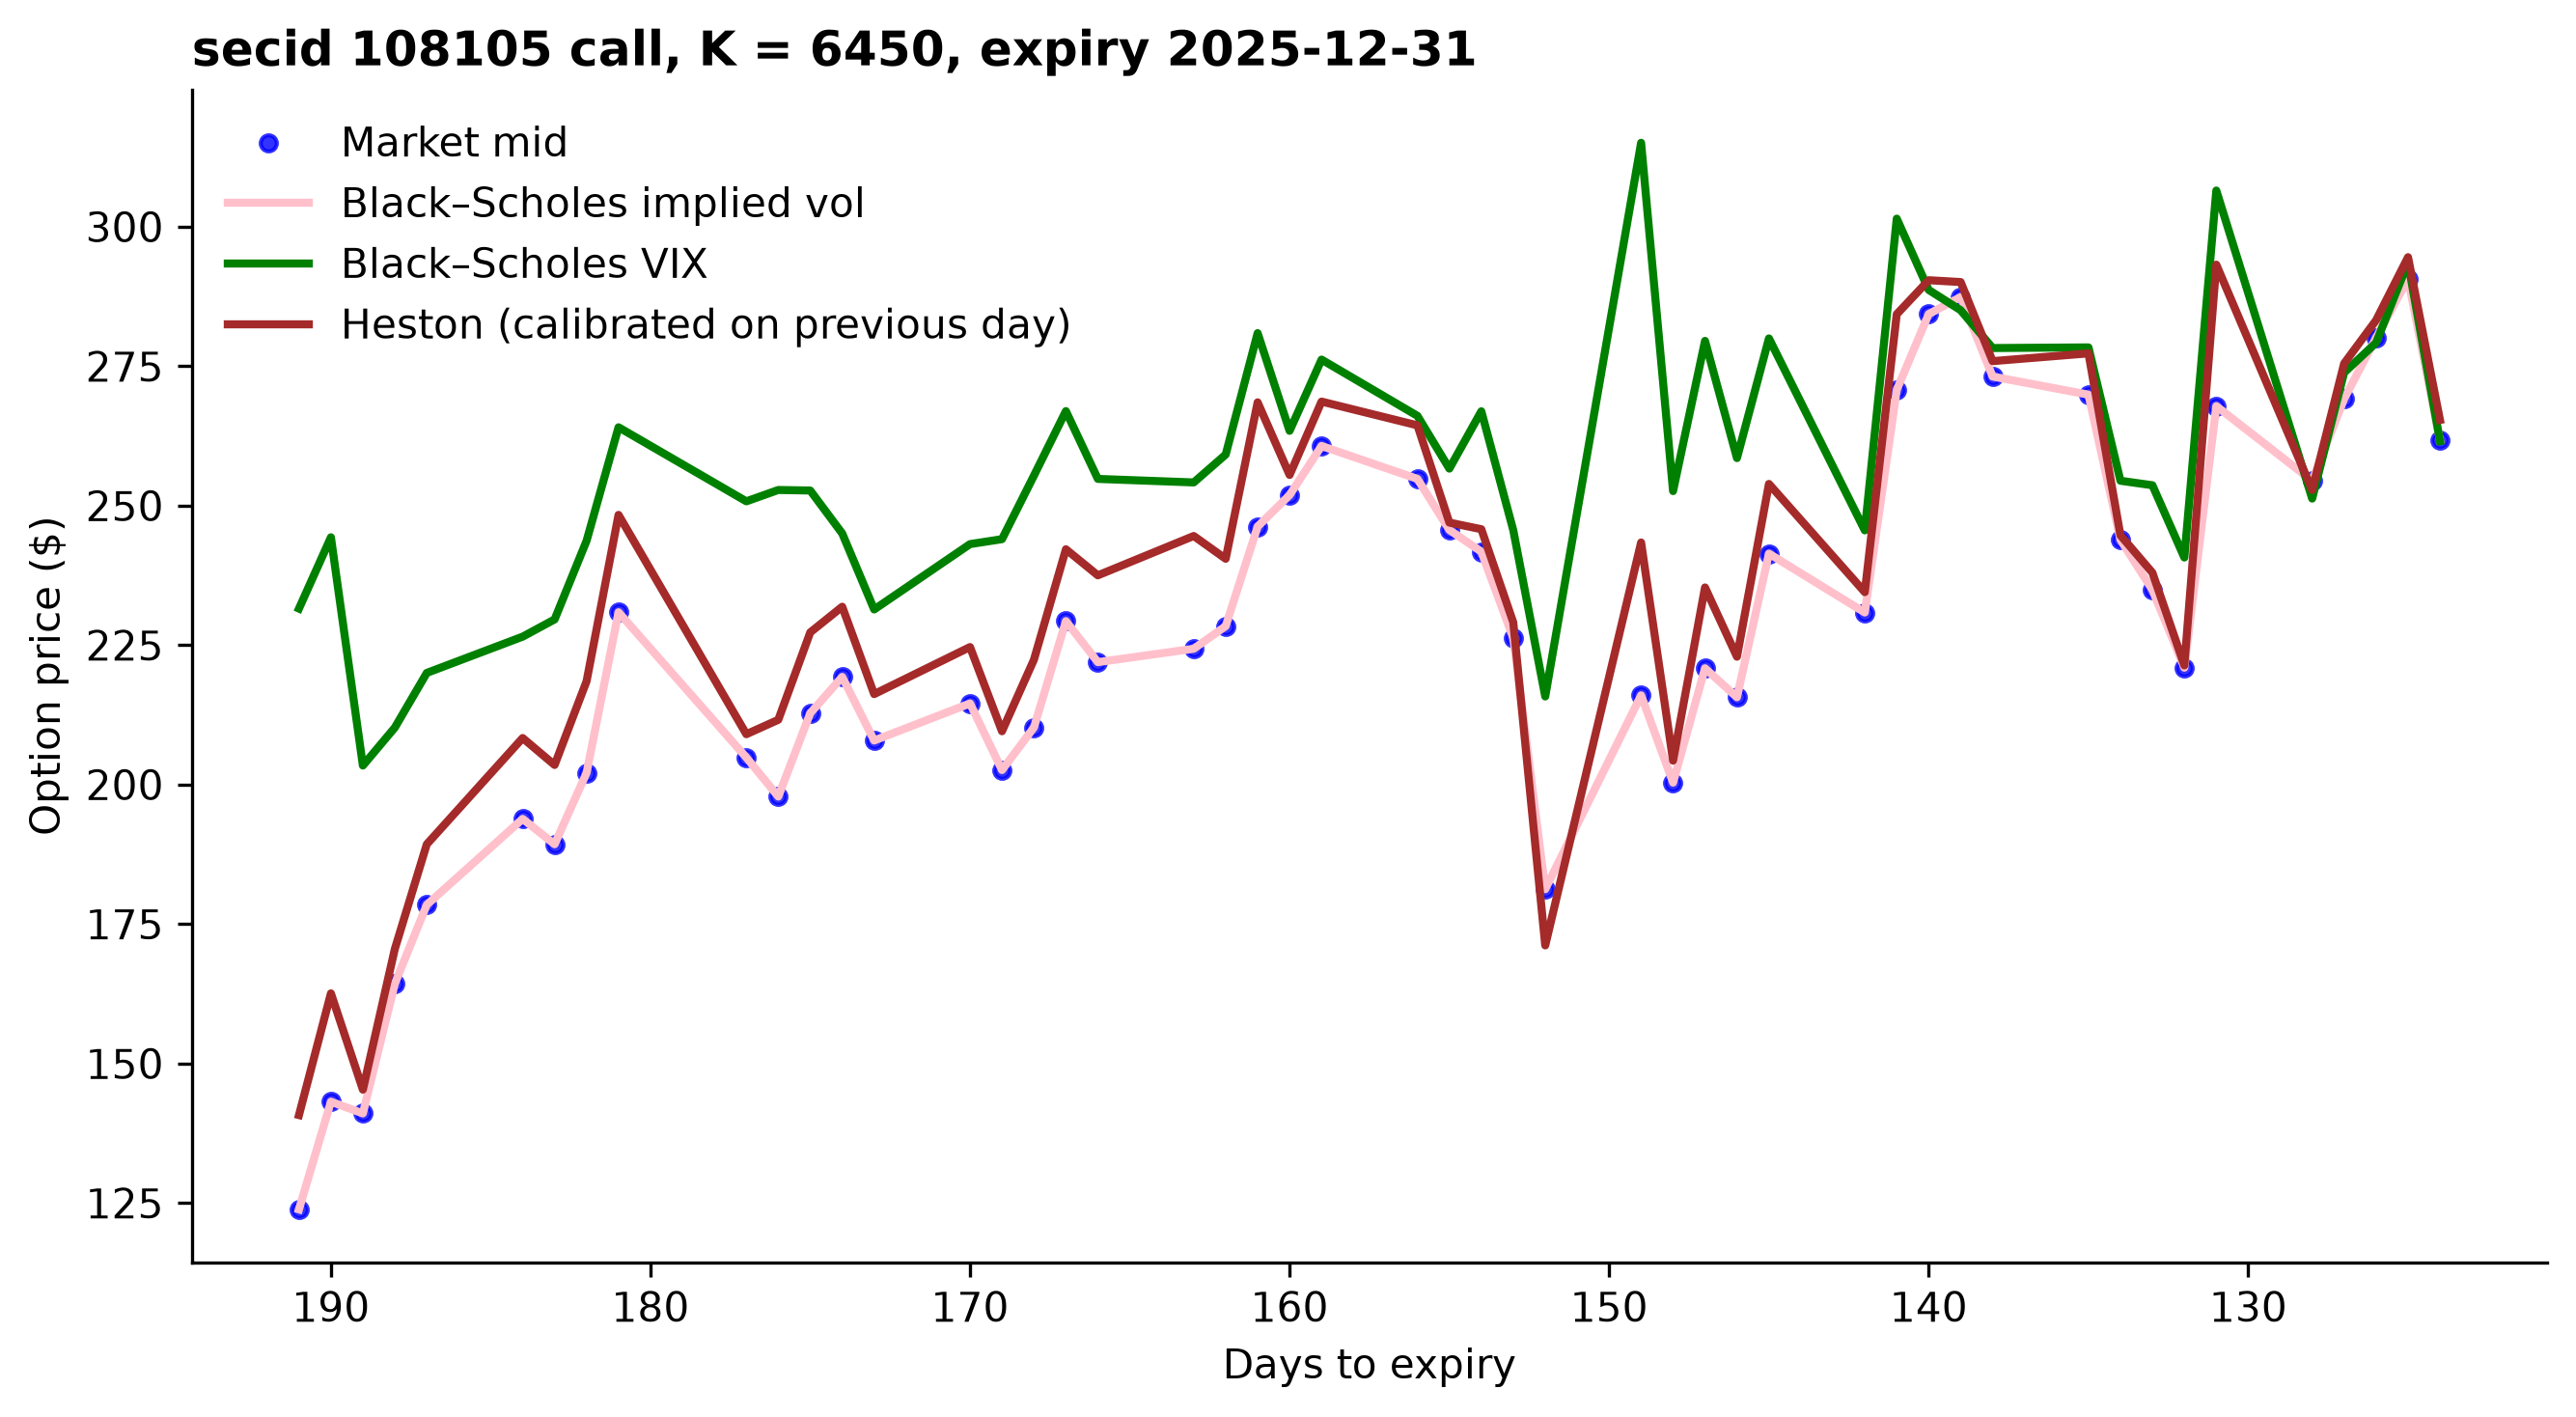 secid 108105 call, K = 6450, expiry 2025-12-31
Market mid
Black–Scholes implied vol
Black–Scholes VIX
Heston (calibrated on previous day)
Option price ($)
300
275
250
225
200
175
150
125
190 180 170 160 150 140 130
Days to expiry